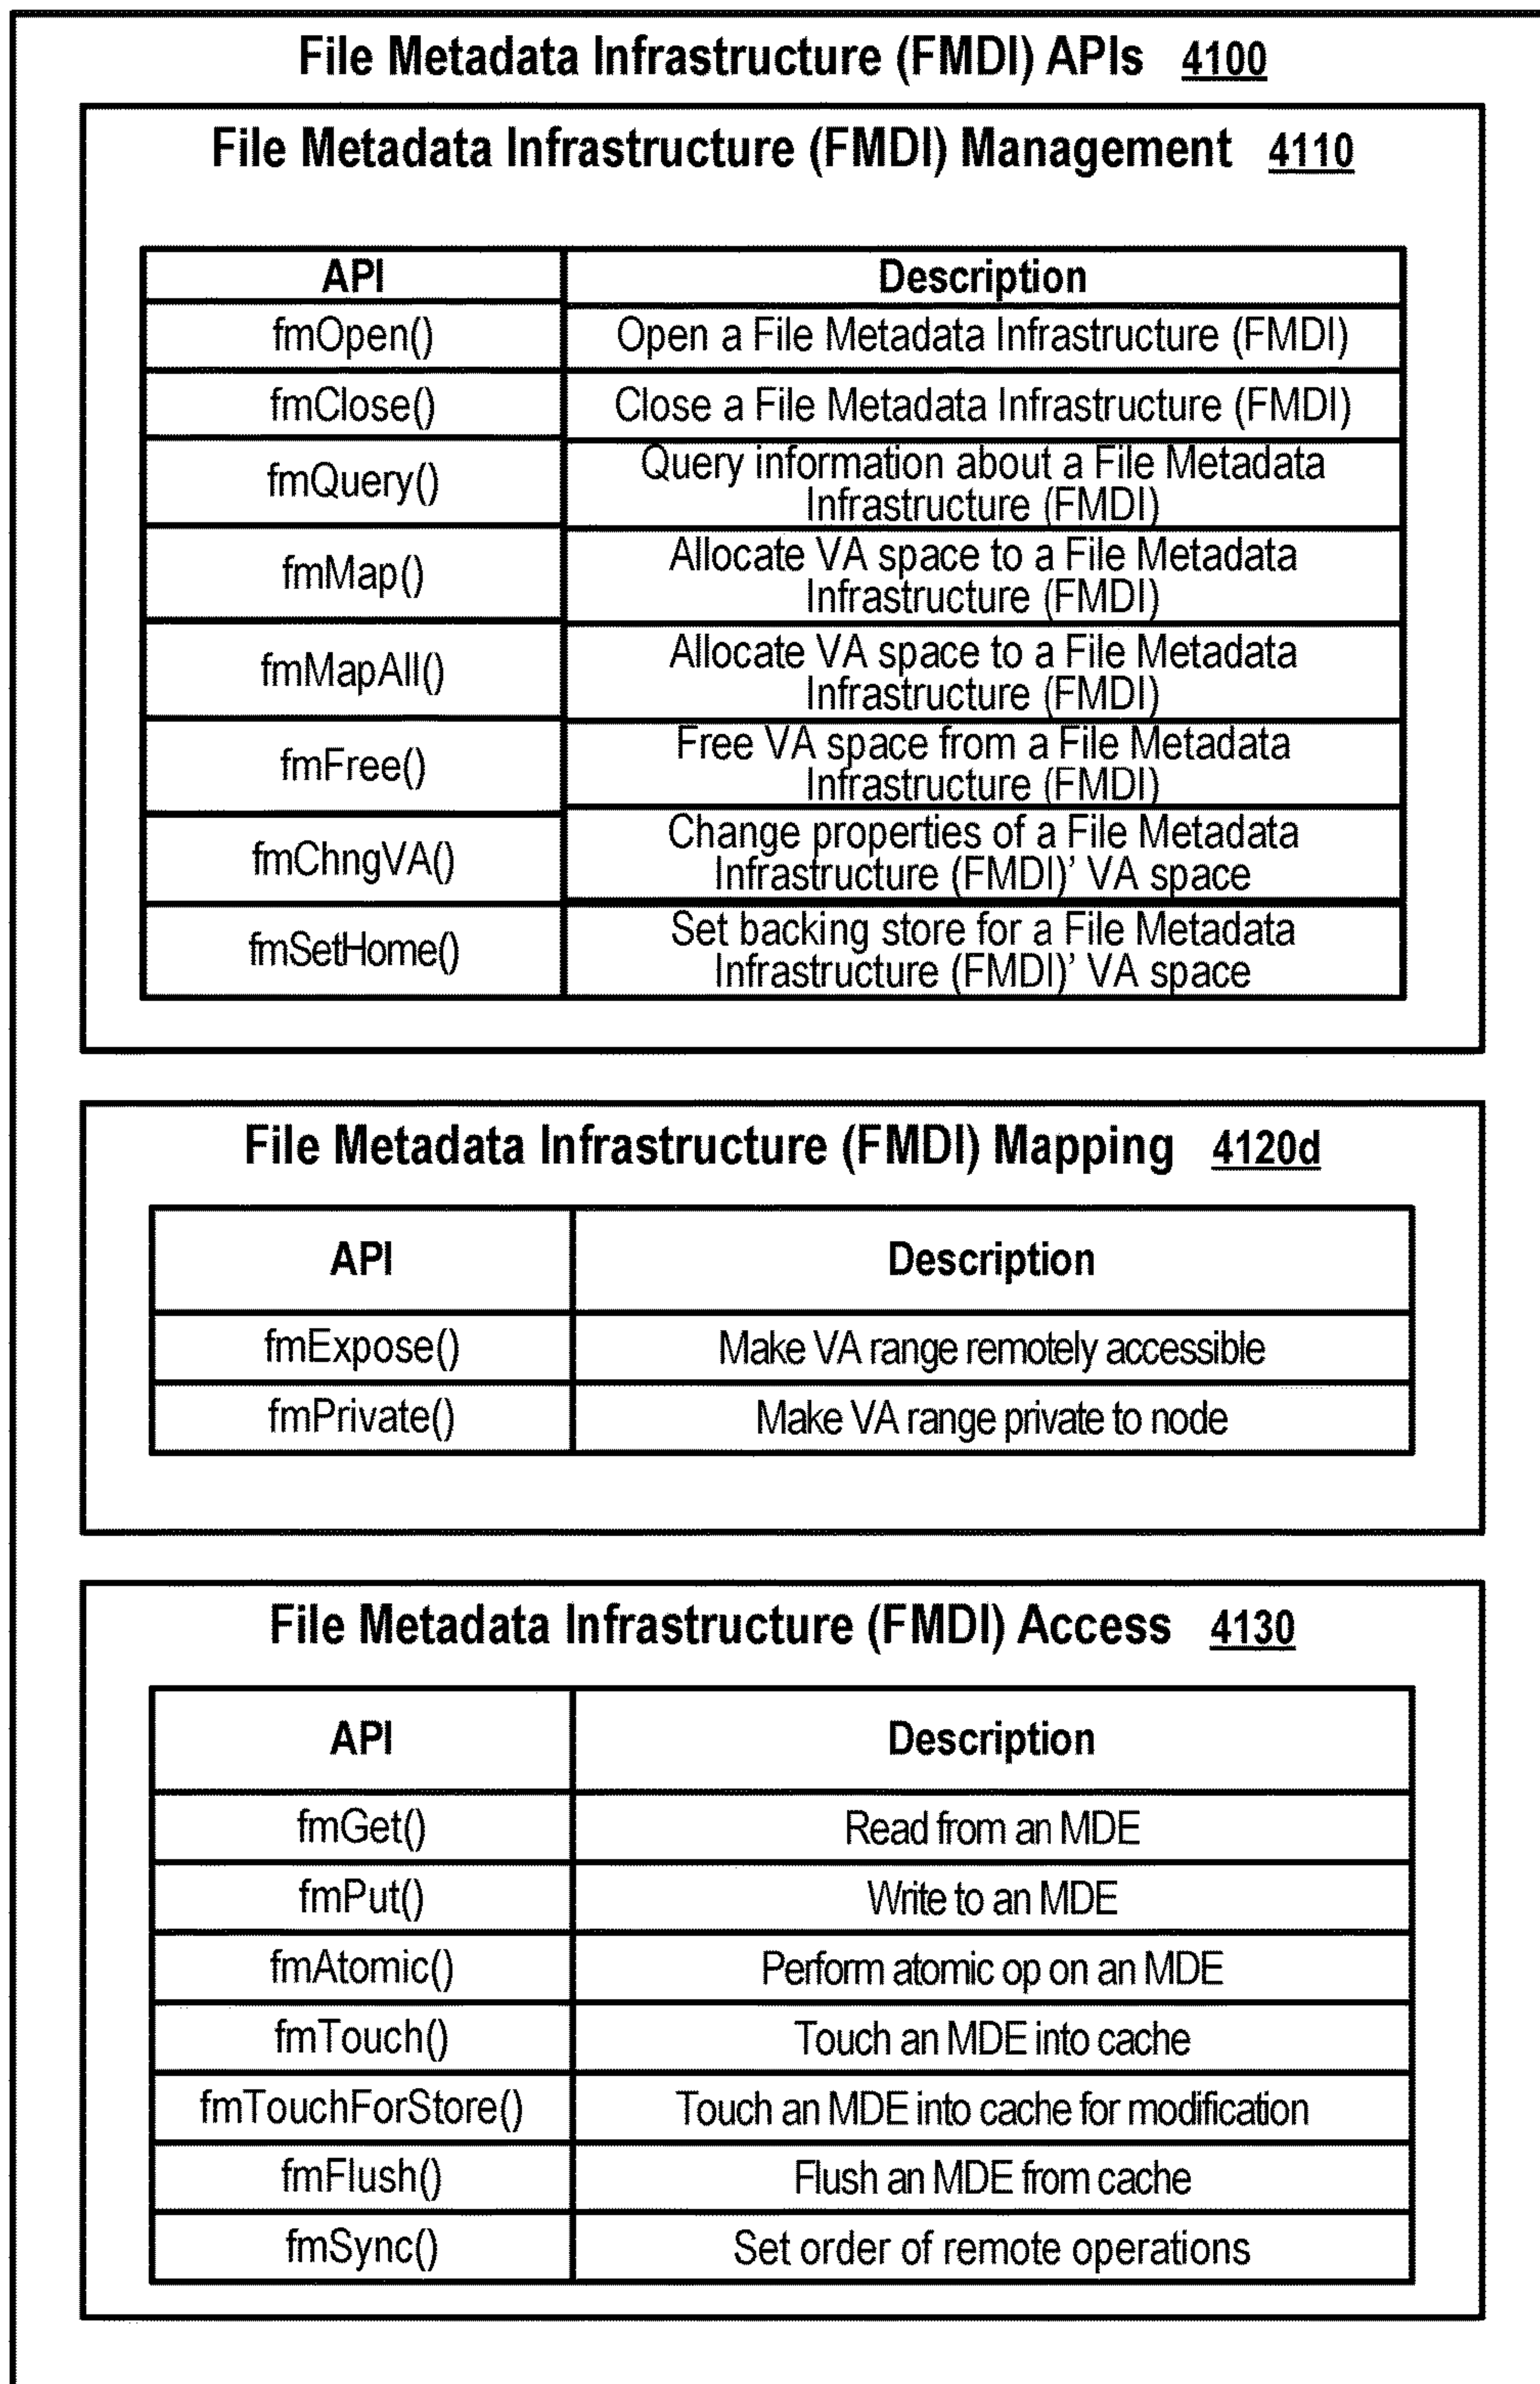 File Metadata Infrastructure (FMDI) APIs 4100
File Metadata Infrastructure (FMDI) Management 4110
API Description
fmOpen() Open a File Metadata Infrastructure (FMDI)
fmClose() Close a File Metadata Infrastructure (FMDI)
fmQuery() Query information about a File Metadata
Infrastructure (FMDI)
fmMap() Allocate VA space to a File Metadata
Infrastructure (FMDI)
fmMapAll() Allocate VA space to a File Metadata
Infrastructure (FMDI)
fmFree() Free VA space from a File Metadata
Infrastructure (FMDI)
fmChngVA() Change properties of a File Metadata
Infrastructure (FMDI)' VA space
fmSetHome() Set backing store for a File Metadata
Infrastructure (FMDI)' VA space
File Metadata Infrastructure (FMDI) Mapping 4120d
API Description
fmExpose() Make VA range remotely accessible
fmPrivate() Make VA range private to node
File Metadata Infrastructure (FMDI) Access 4130
API Description
fmGet() Read from an MDE
fmPut() Write to an MDE
fmAtomic() Perform atomic op on an MDE
fmTouch() Touch an MDE into cache
fmTouchForStore() Touch an MDE into cache for modification
fmFlush() Flush an MDE from cache
fmSync() Set order of remote operations